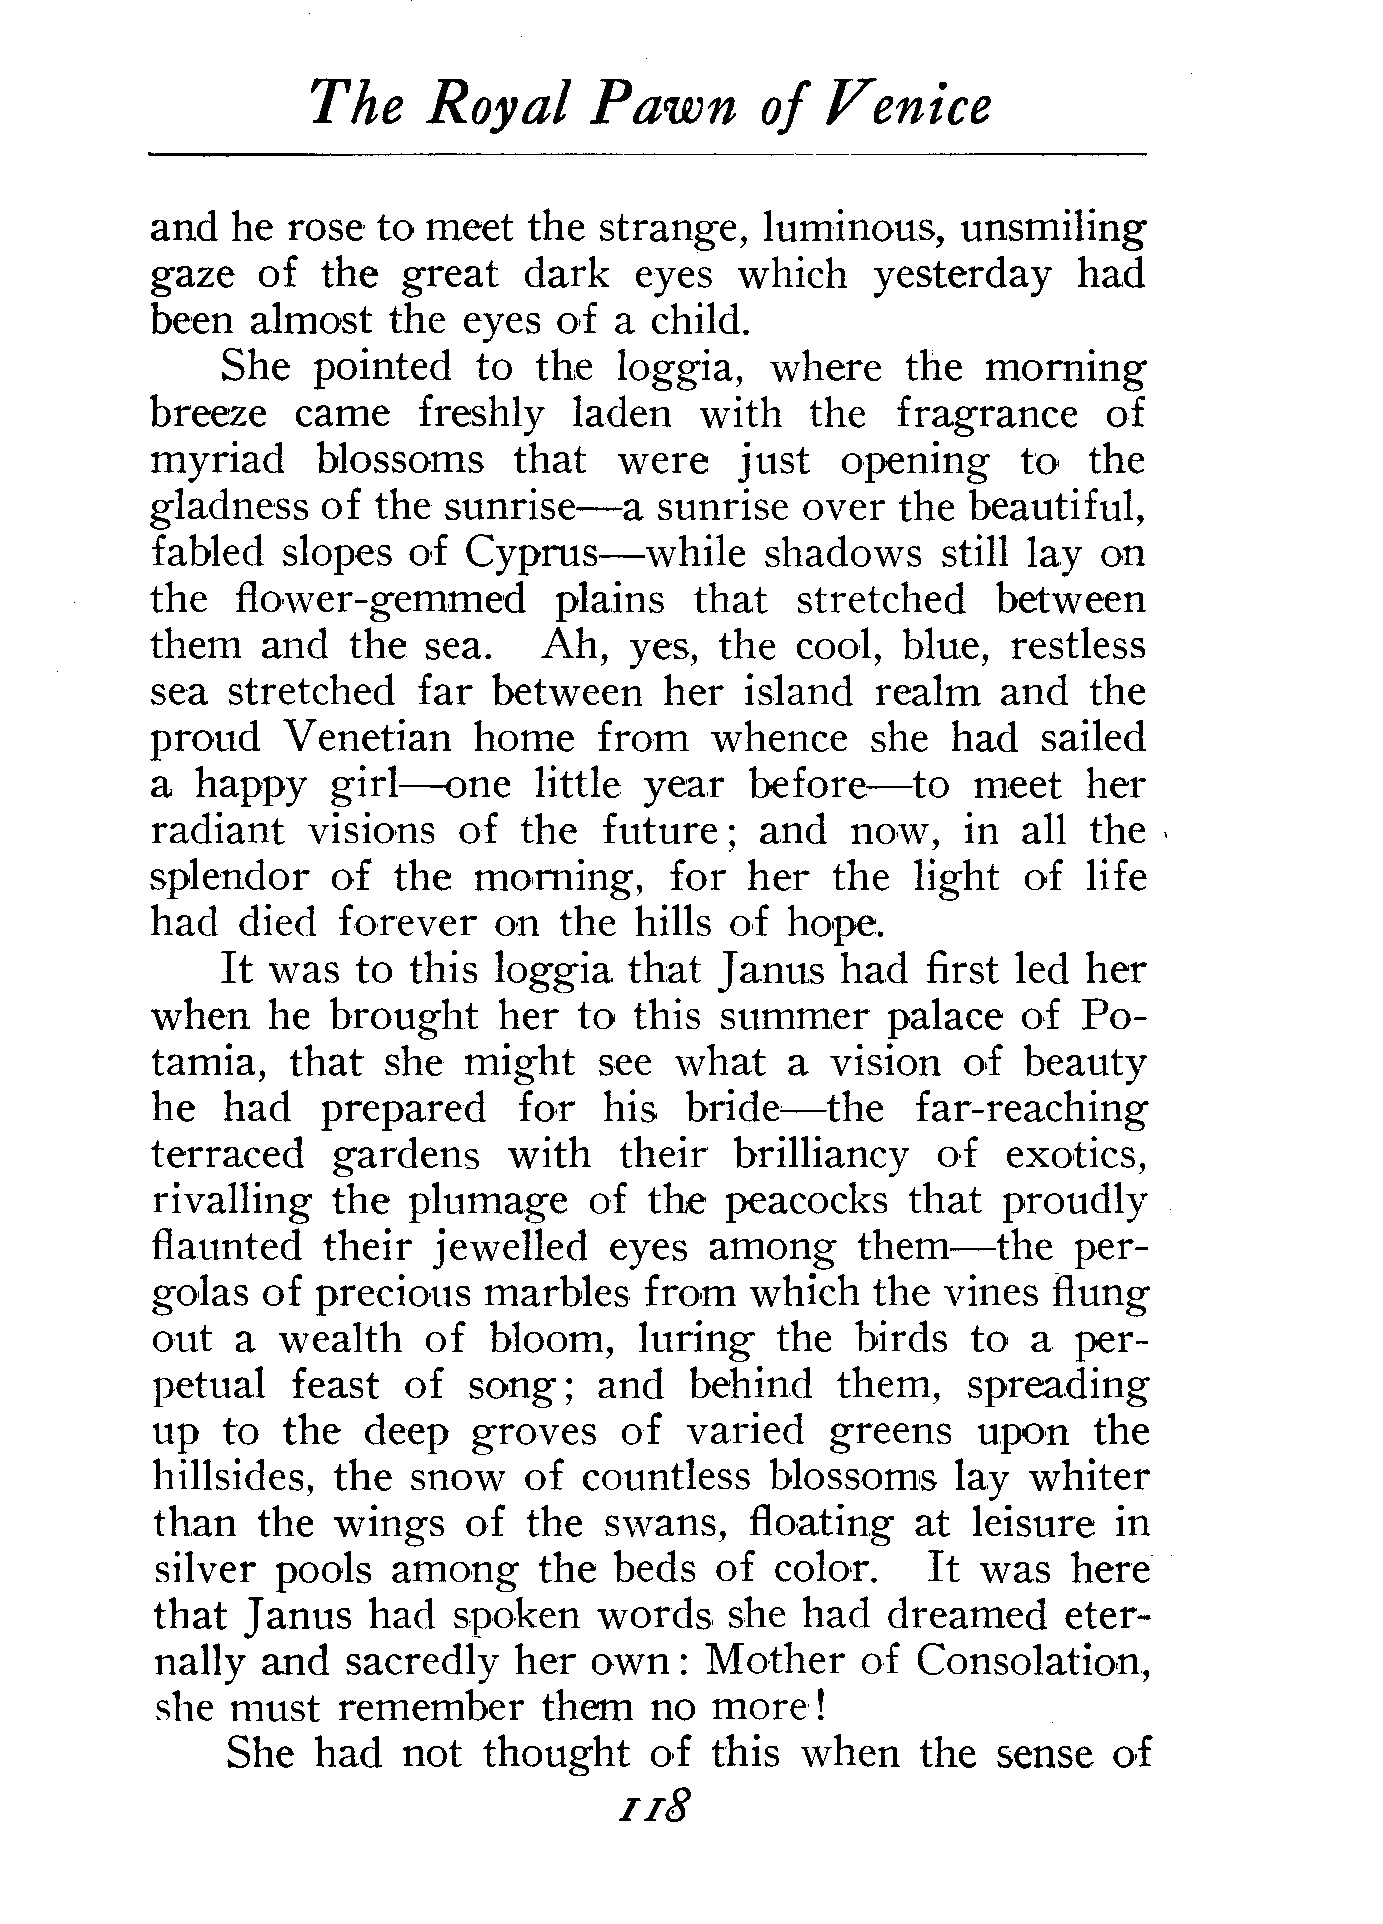 The Royal Pawn of Venice
and he rose to meet the strange, luminous, unsmiling
gaze of the great dark eyes which yesterday had
been almost the eyes of a child.
She pointed to the loggia, where the morning
breeze came freshly laden with the fragrance of
myriad blossoms that were just opening to the
gladness of the sunrise—a sunrise over the beautiful,
fabled slopes of Cyprus—while shadows still lay on
the flower-gemmed plains that stretched between
them and the sea. Ah, yes, the cool, blue, restless
sea stretched far between her island realm and the
proud Venetian home from whence she had sailed
a happy girl—one little year before—to meet her
radiant visions of the future; and now, in all the
splendor of the morning, for her the light of life
had died forever on the hills of hope.
It was to this loggia that Janus had first led her
when he brought her to this summer palace of Po-
tamia, that she might see what a vision of beauty
he had prepared for his bride—the far-reaching
terraced gardens with their brilliancy of exotics,
rivalling the plumage of the peacocks that proudly
flaunted their jewelled eyes among them—the per-
golas of precious marbles from which the vines flung
out a wealth of bloom, luring the birds to a per-
petual feast of song; and behind them, spreading
up to the deep groves of varied greens upon the
hillsides, the snow of countless blossoms lay whiter
than the wings of the swans, floating at leisure in
silver pools among the beds of color. It was here
that Janus had spoken words she had dreamed eter-
nally and sacredly her own: Mother of Consolation,
she must remember them no more!
She had not thought of this when the sense of
118